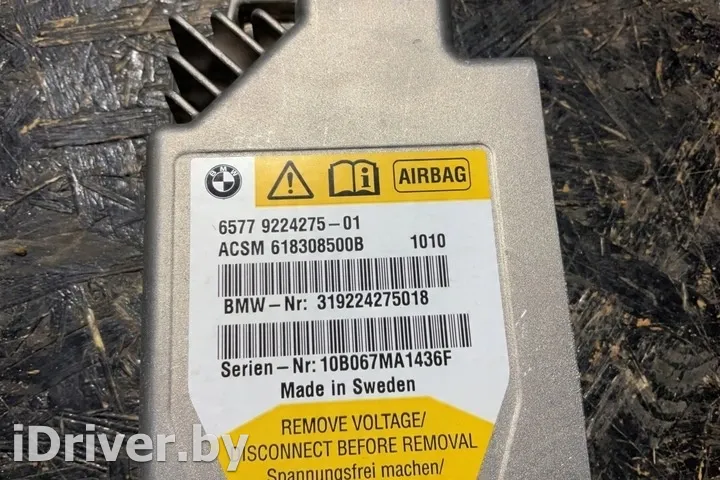 BMW
AIRBAG
6577 9224275-01
ACSM 618308500B 1010
BMW-Nr: 319224275018
Serien-Nr: 10B067MA1436F
Made in Sweden
REMOVE VOLTAGE/
DISCONNECT BEFORE REMOVAL
Spannungsfrei machen/
iDriver.by